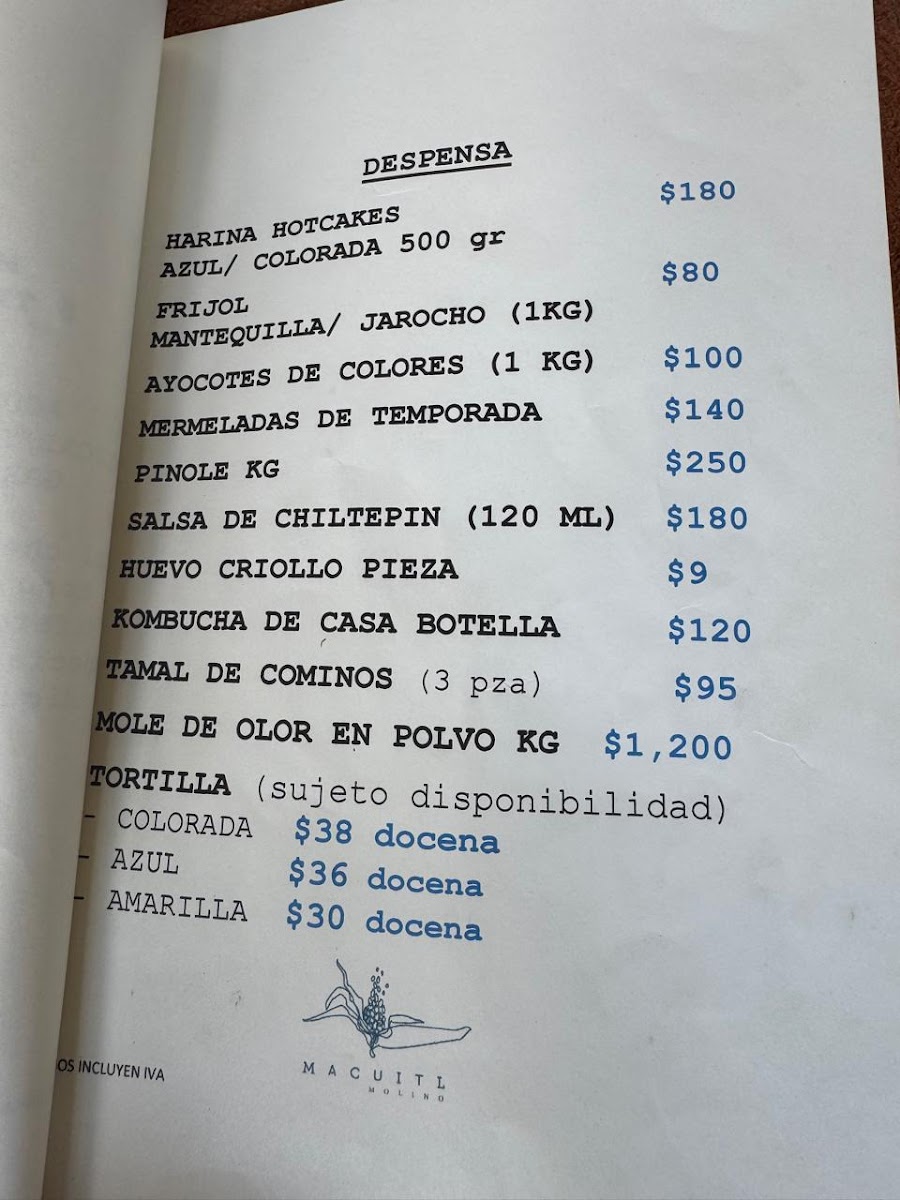 DESPENSA
$180
HARINA HOTCAKES
AZUL/ COLORADA 500 gr
$80
FRIJOL
MANTEQUILLA/ JAROCHO (1KG)
AYOCOTES DE COLORES (1 KG) $100
MERMELADAS DE TEMPORADA $140
PINOLE KG $250
SALSA DE CHILTEPIN (120 ML) $180
HUEVO CRIOLLO PIEZA $9
KOMBUCHA DE CASA BOTELLA $120
TAMAL DE COMINOS (3 pza) $95
MOLE DE OLOR EN POLVO KG $1,200
TORTILLA (sujeto disponibilidad)
- COLORADA $38 docena
- AZUL $36 docena
- AMARILLA $30 docena
MACUITL
MOLINO
OS INCLUYEN IVA